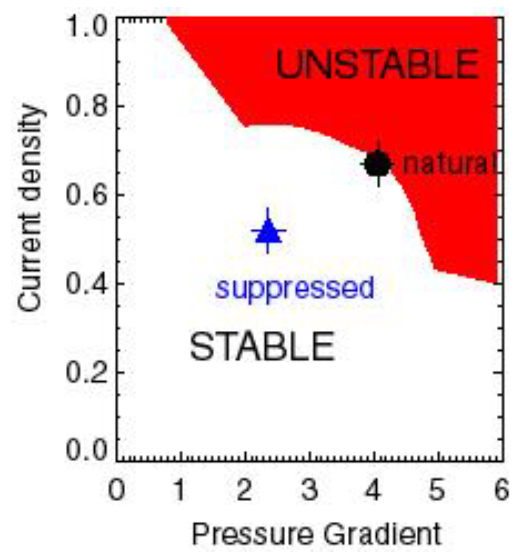 1.0
UNSTABLE
0.8
natural
0.6
Current density
suppressed
0.4
STABLE
0.2
0.0
0 1 2 3 4 5 6
Pressure Gradient